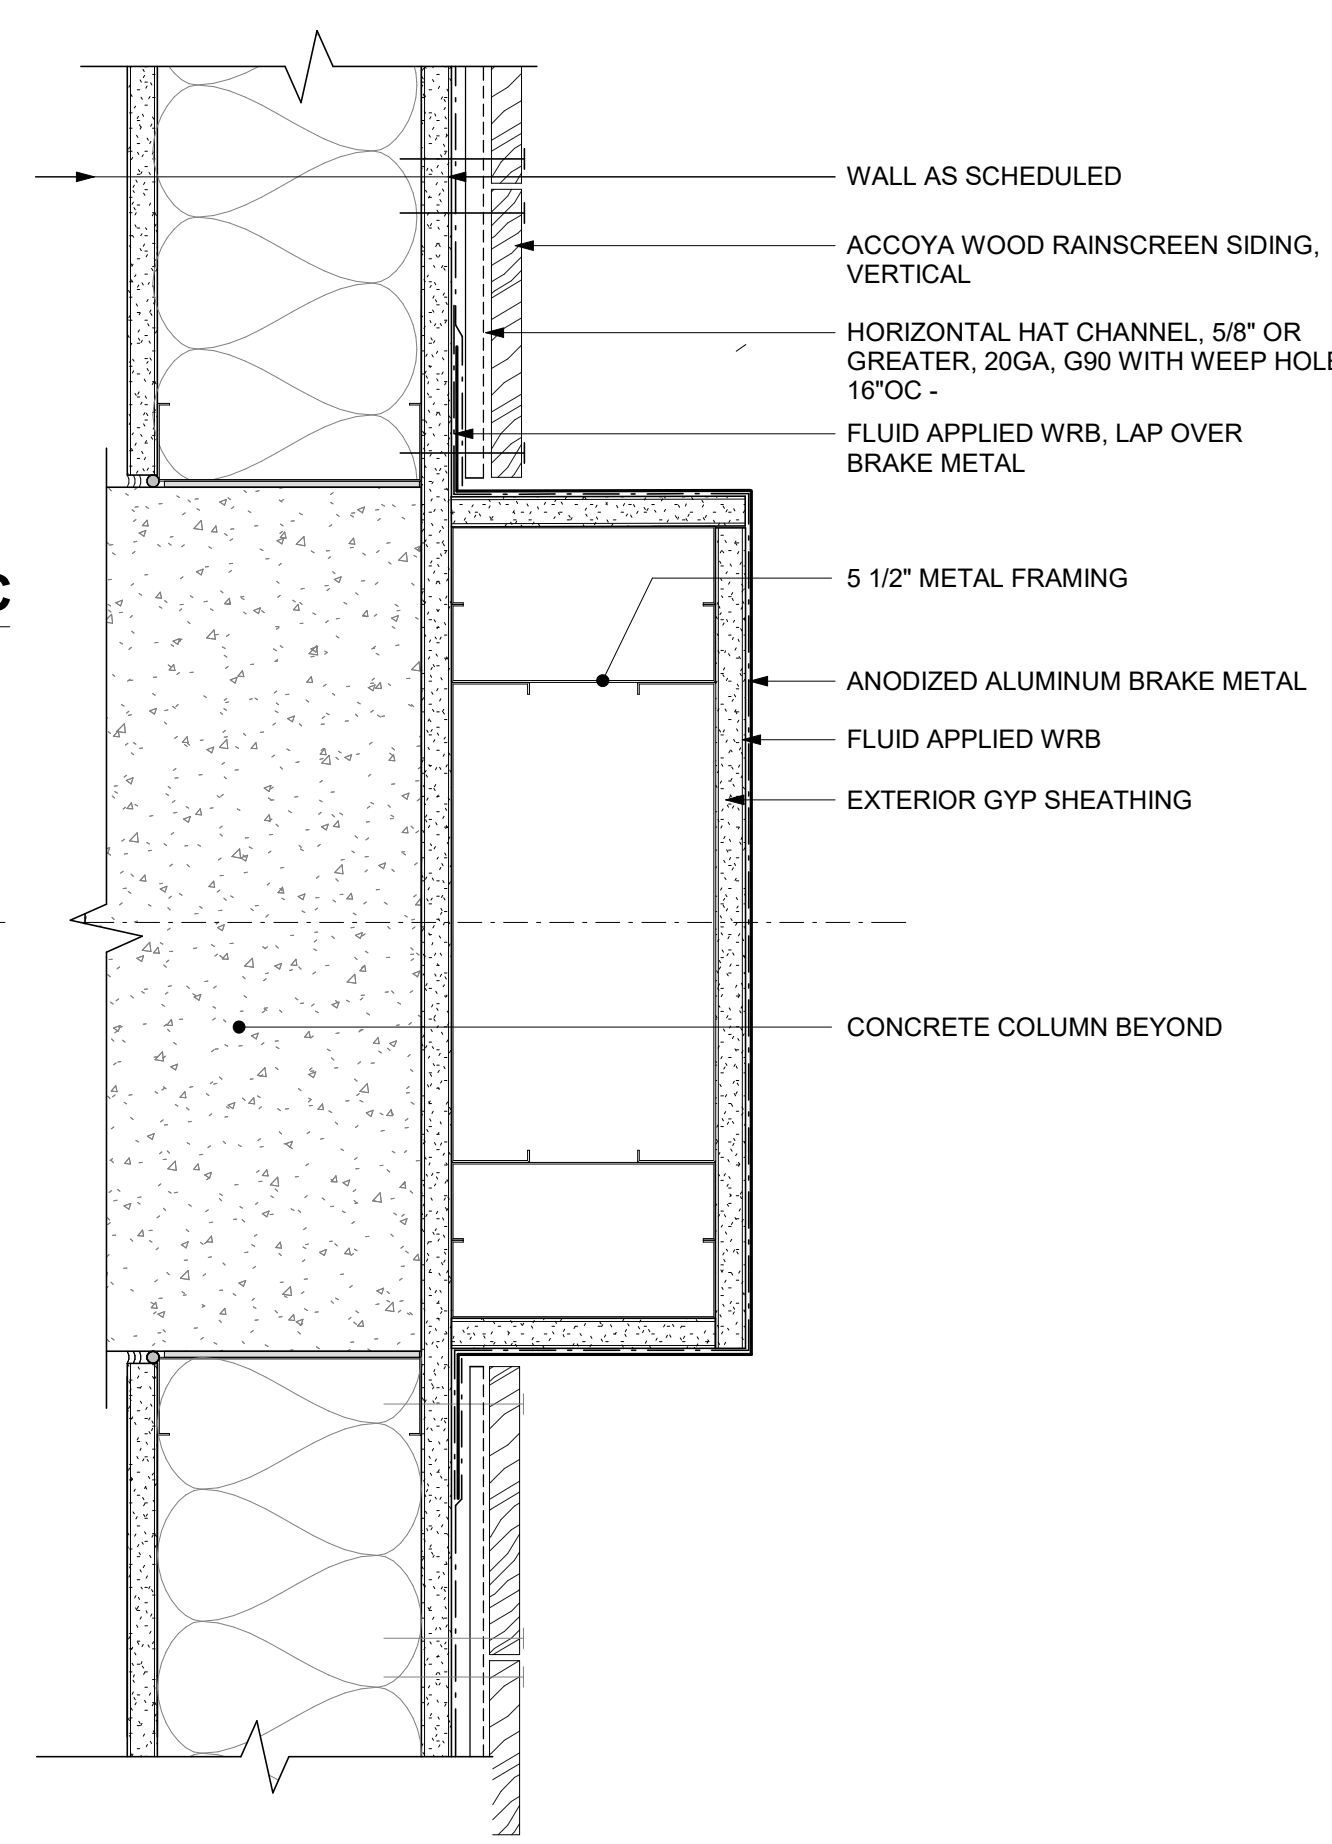 WALL AS SCHEDULED
ACCOYA WOOD RAINSCREEN SIDING,
VERTICAL
HORIZONTAL HAT CHANNEL, 5/8" OR
GREATER, 20GA, G90 WITH WEEP HOLE
16"OC -
FLUID APPLIED WRB, LAP OVER
BRAKE METAL
C
5 1/2" METAL FRAMING
ANODIZED ALUMINUM BRAKE METAL
FLUID APPLIED WRB
EXTERIOR GYP SHEATHING
CONCRETE COLUMN BEYOND